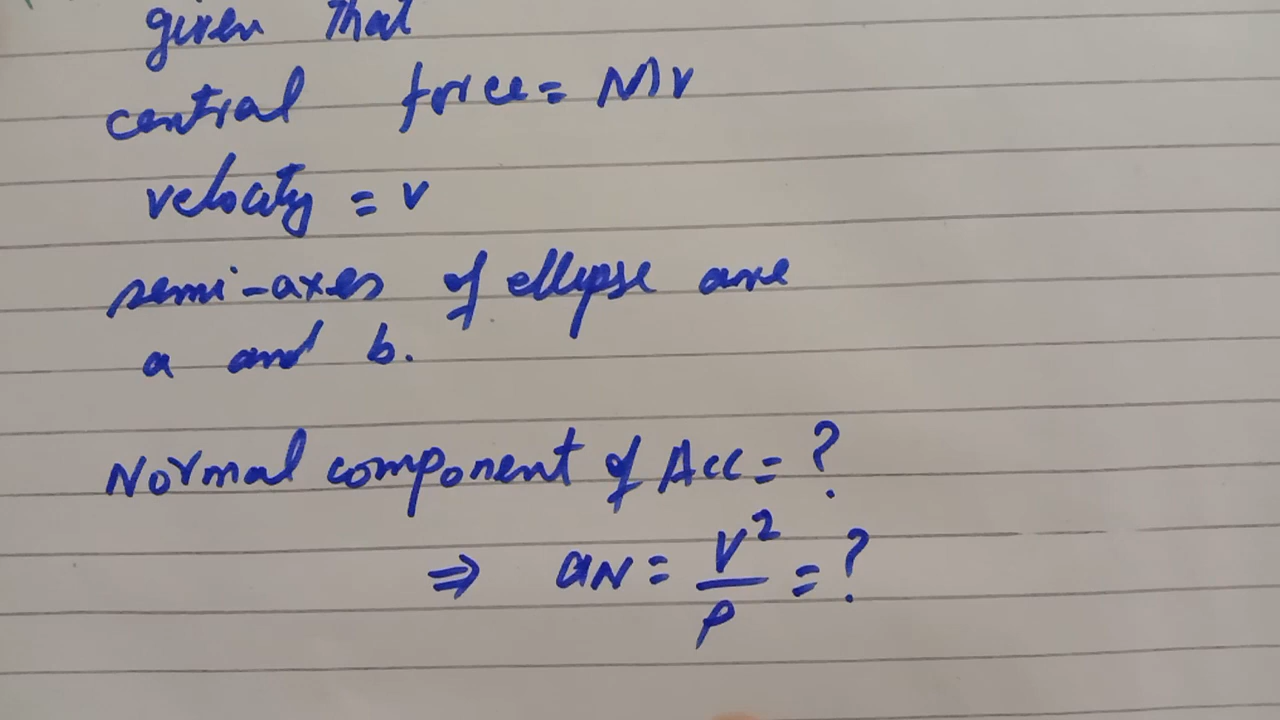 given that
central force = Mr
velocity = v
semi-axes of ellipse are
a and b.
Normal component of Acc = ?
⇒ aN = V²/ρ = ?